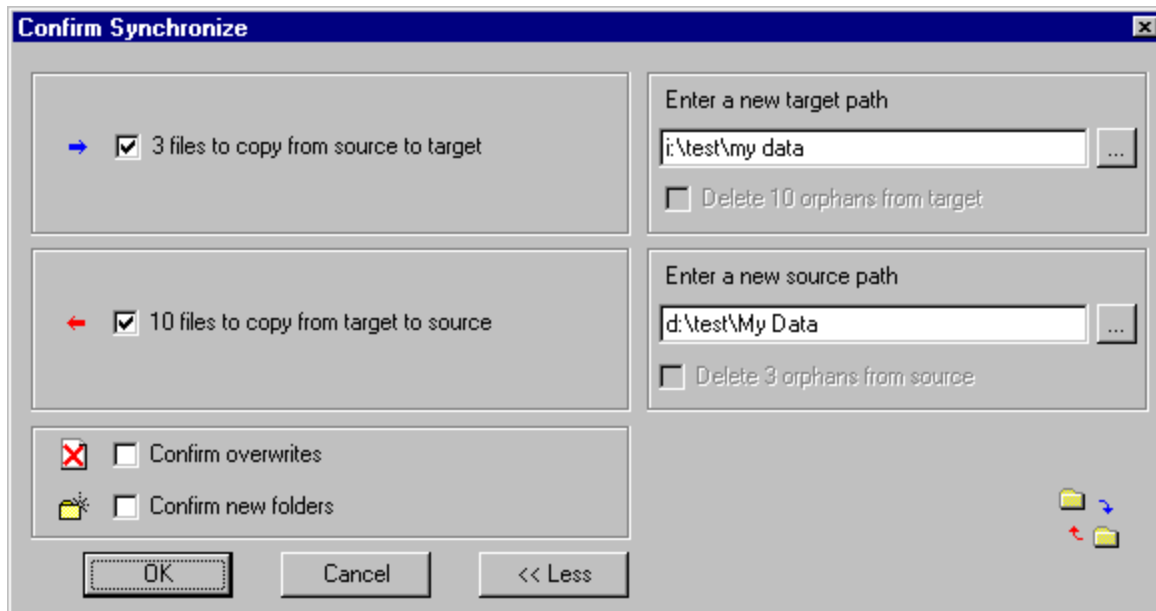 Confirm Synchronize
3 files to copy from source to target
Enter a new target path
i:\test\my data
...
Delete 10 orphans from target
10 files to copy from target to source
Enter a new source path
d:\test\My Data
...
Delete 3 orphans from source
Confirm overwrites
Confirm new folders
OK
Cancel
<< Less